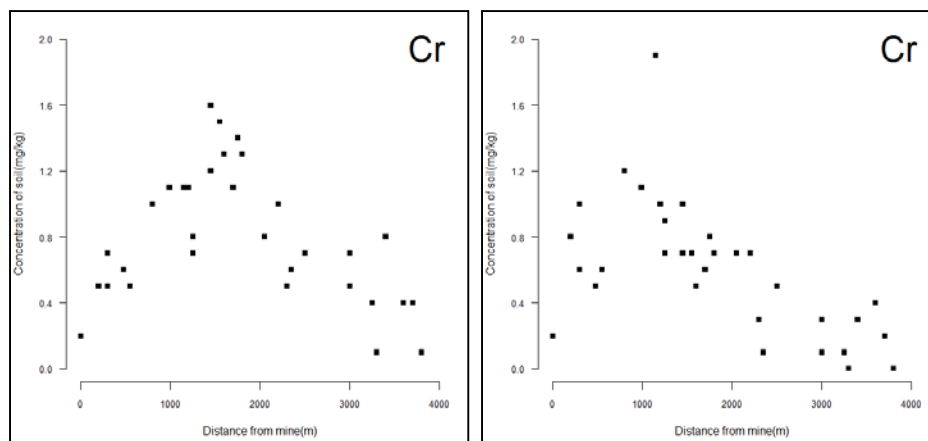 Cr
2.0
1.6
1.2
0.8
0.4
0.0
Concentration of soil(mg/kg)
0 1000 2000 3000 4000
Distance from mine(m)
Cr
2.0
1.6
1.2
0.8
0.4
0.0
Concentration of soil(mg/kg)
0 1000 2000 3000 4000
Distance from mine(m)